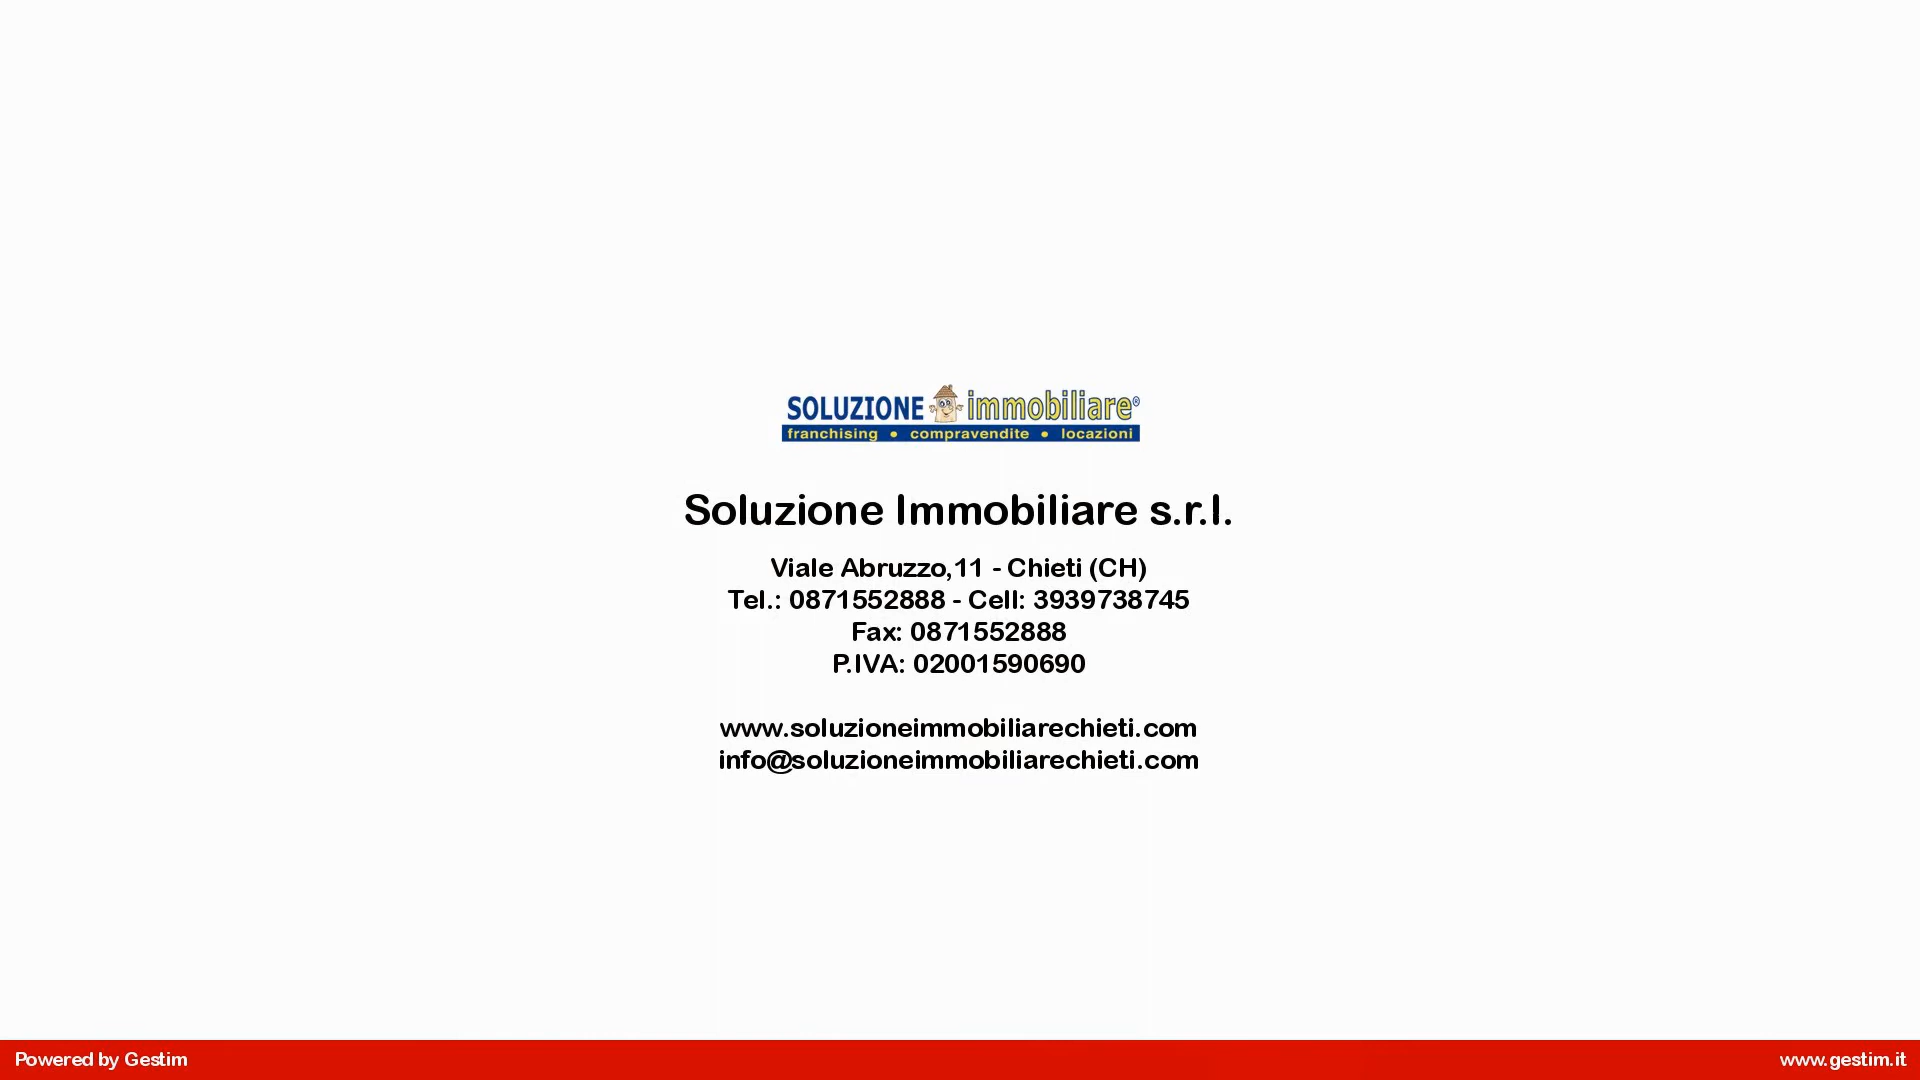 SOLUZIONE immobiliare®
franchising • compravendite • locazioni
Soluzione Immobiliare s.r.l.
Viale Abruzzo,11 - Chieti (CH)
Tel.: 0871552888 - Cell: 3939738745
Fax: 0871552888
P.IVA: 02001590690
www.soluzioneimmobiliarechieti.com
info@soluzioneimmobiliarechieti.com
Powered by Gestim
www.gestim.it